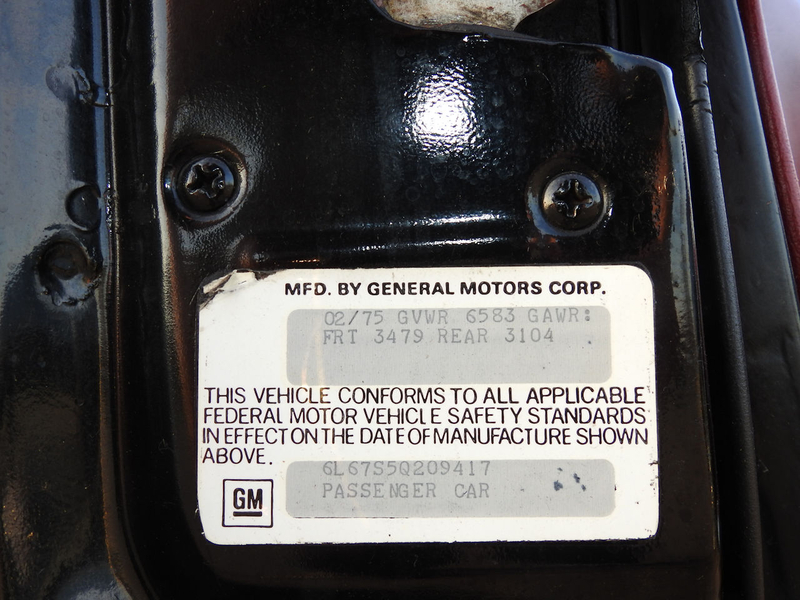 MFD. BY GENERAL MOTORS CORP.
02/75 GVWR 6583 GAWR:
FRT 3479 REAR 3104
THIS VEHICLE CONFORMS TO ALL APPLICABLE
FEDERAL MOTOR VEHICLE SAFETY STANDARDS
IN EFFECT ON THE DATE OF MANUFACTURE SHOWN
ABOVE.
6L67S5Q209417
PASSENGER CAR
GM